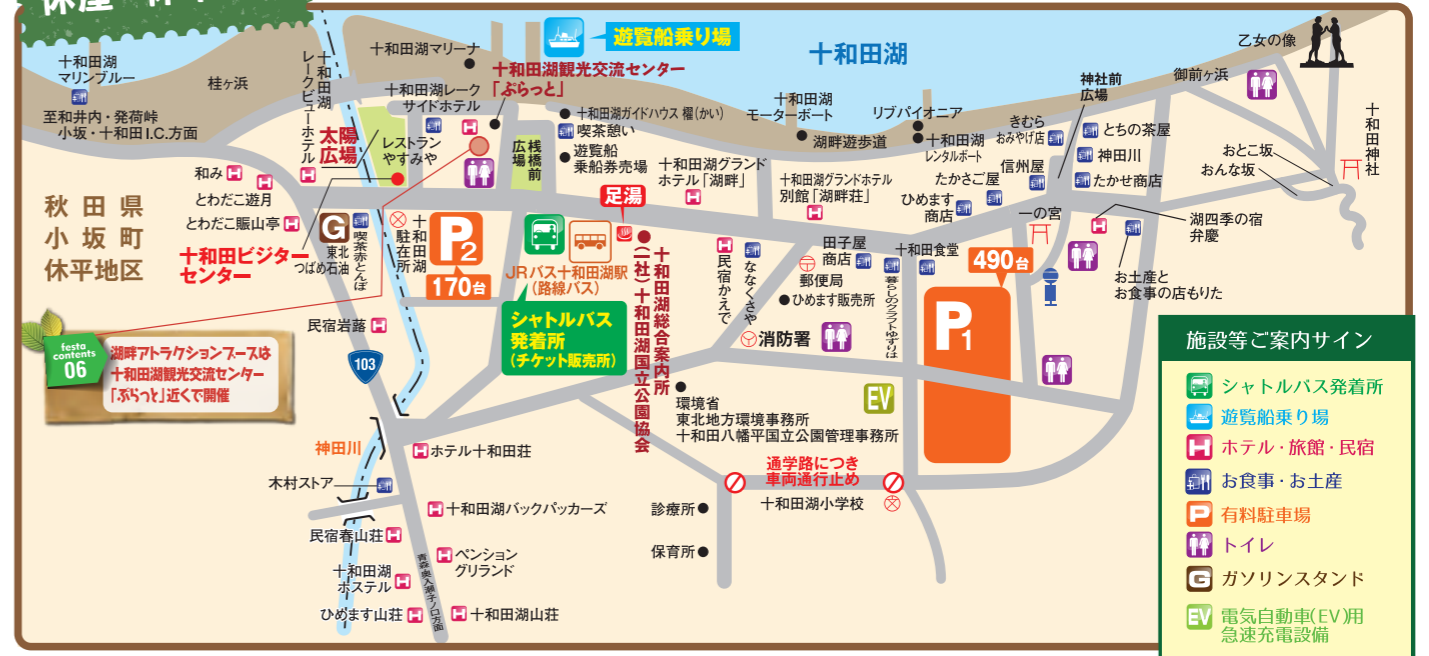 十和田湖
マリンブルー
桂ヶ浜
至和井内・発荷峠
小坂・十和田I.C.方面
十和田湖
レークビューホテル
太陽
広場
十和田湖マリーナ
遊覧船乗り場
十和田湖
十和田湖観光交流センター
「ぷらっと」
十和田湖レーク
サイドホテル
レストラン
やすみや
桟橋前
広場
十和田湖ガイドハウス 櫂(かい)
喫茶憩い
遊覧船
乗船券売場
十和田湖
モーターボート
湖畔遊歩道
リブパイオニア
十和田湖
レンタルボート
神社前
広場
きむら
おみやげ店
信州屋
たかさご屋
ひめます
商店
とちの茶屋
神田川
たかせ商店
御前ヶ浜
乙女の像
十和田神社
おとこ坂
おんな坂
一の宮
湖四季の宿
弁慶
お土産と
お食事の店もりた
和み
とわだこ遊月
とわだこ賑山亭
秋田県
小坂町
休平地区
十和田ビジター
センター
G
東北
つばめ石油
喫茶赤とんぼ
十和田湖
駐在所
P2
170台
JRバス十和田湖駅
(路線バス)
シャトルバス
発着所
(チケット販売所)
足湯
十和田湖グランド
ホテル「湖畔」
十和田湖グランドホテル
別館「湖畔荘」
十和田湖総合案内所
(一社)十和田湖国立公園協会
民宿かえで
ななくさや
田子屋
商店
郵便局
ひめます販売所
消防署
暮らしのクラフトゆずりは
十和田食堂
490台
P1
EV
環境省
東北地方環境事務所
十和田八幡平国立公園管理事務所
通学路につき
車両通行止め
十和田湖小学校
診療所
保育所
民宿岩蕗
103
festa
contents
06
湖畔アトラクションブースは
十和田湖観光交流センター
「ぷらっと」近くで開催
神田川
木村ストア
ホテル十和田荘
十和田湖バックパッカーズ
民宿春山荘
十和田湖
ホステル
ひめます山荘
ペンション
グリランド
十和田湖山荘
青森 奥入瀬 子ノ口方面
施設等ご案内サイン
シャトルバス発着所
遊覧船乗り場
H ホテル・旅館・民宿
お食事・お土産
P 有料駐車場
トイレ
G ガソリンスタンド
EV 電気自動車(EV)用
急速充電設備